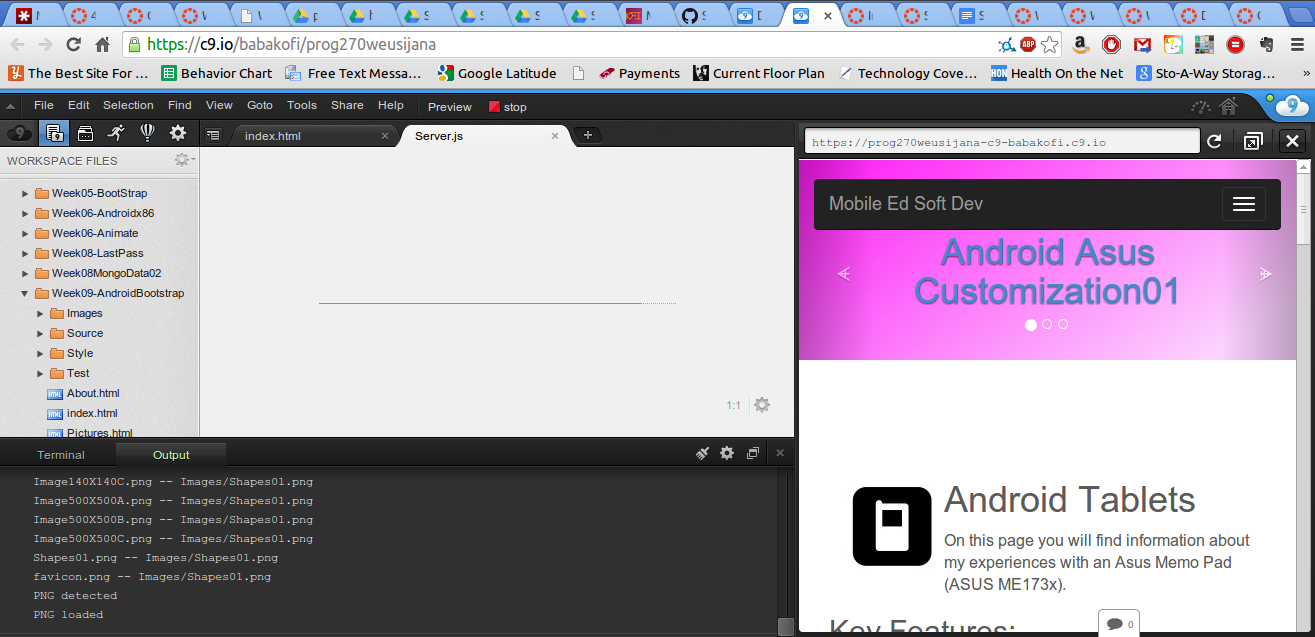 https://c9.io/babakofi/prog270weusijana
The Best Site For ... Behavior Chart Free Text Messa... Google Latitude Payments Current Floor Plan Technology Cove... Health On the Net Sto-A-Way Storag... »
File Edit Selection Find View Goto Tools Share Help Preview stop
index.html Server.js
WORKSPACE FILES
Week05-BootStrap
Week06-Androidx86
Week06-Animate
Week08-LastPass
Week08MongoData02
Week09-AndroidBootstrap
Images
Source
Style
Test
About.html
index.html
Pictures.html
1:1
Terminal Output
Image140X140C.png -- Images/Shapes01.png
Image500X500A.png -- Images/Shapes01.png
Image500X500B.png -- Images/Shapes01.png
Image500X500C.png -- Images/Shapes01.png
Shapes01.png -- Images/Shapes01.png
favicon.png -- Images/Shapes01.png
PNG detected
PNG loaded
https://prog270weusijana-c9-babakofi.c9.io
Mobile Ed Soft Dev
Android Asus
Customization01
Android Tablets
On this page you will find information about
my experiences with an Asus Memo Pad
(ASUS ME173x).
Key Features:
0